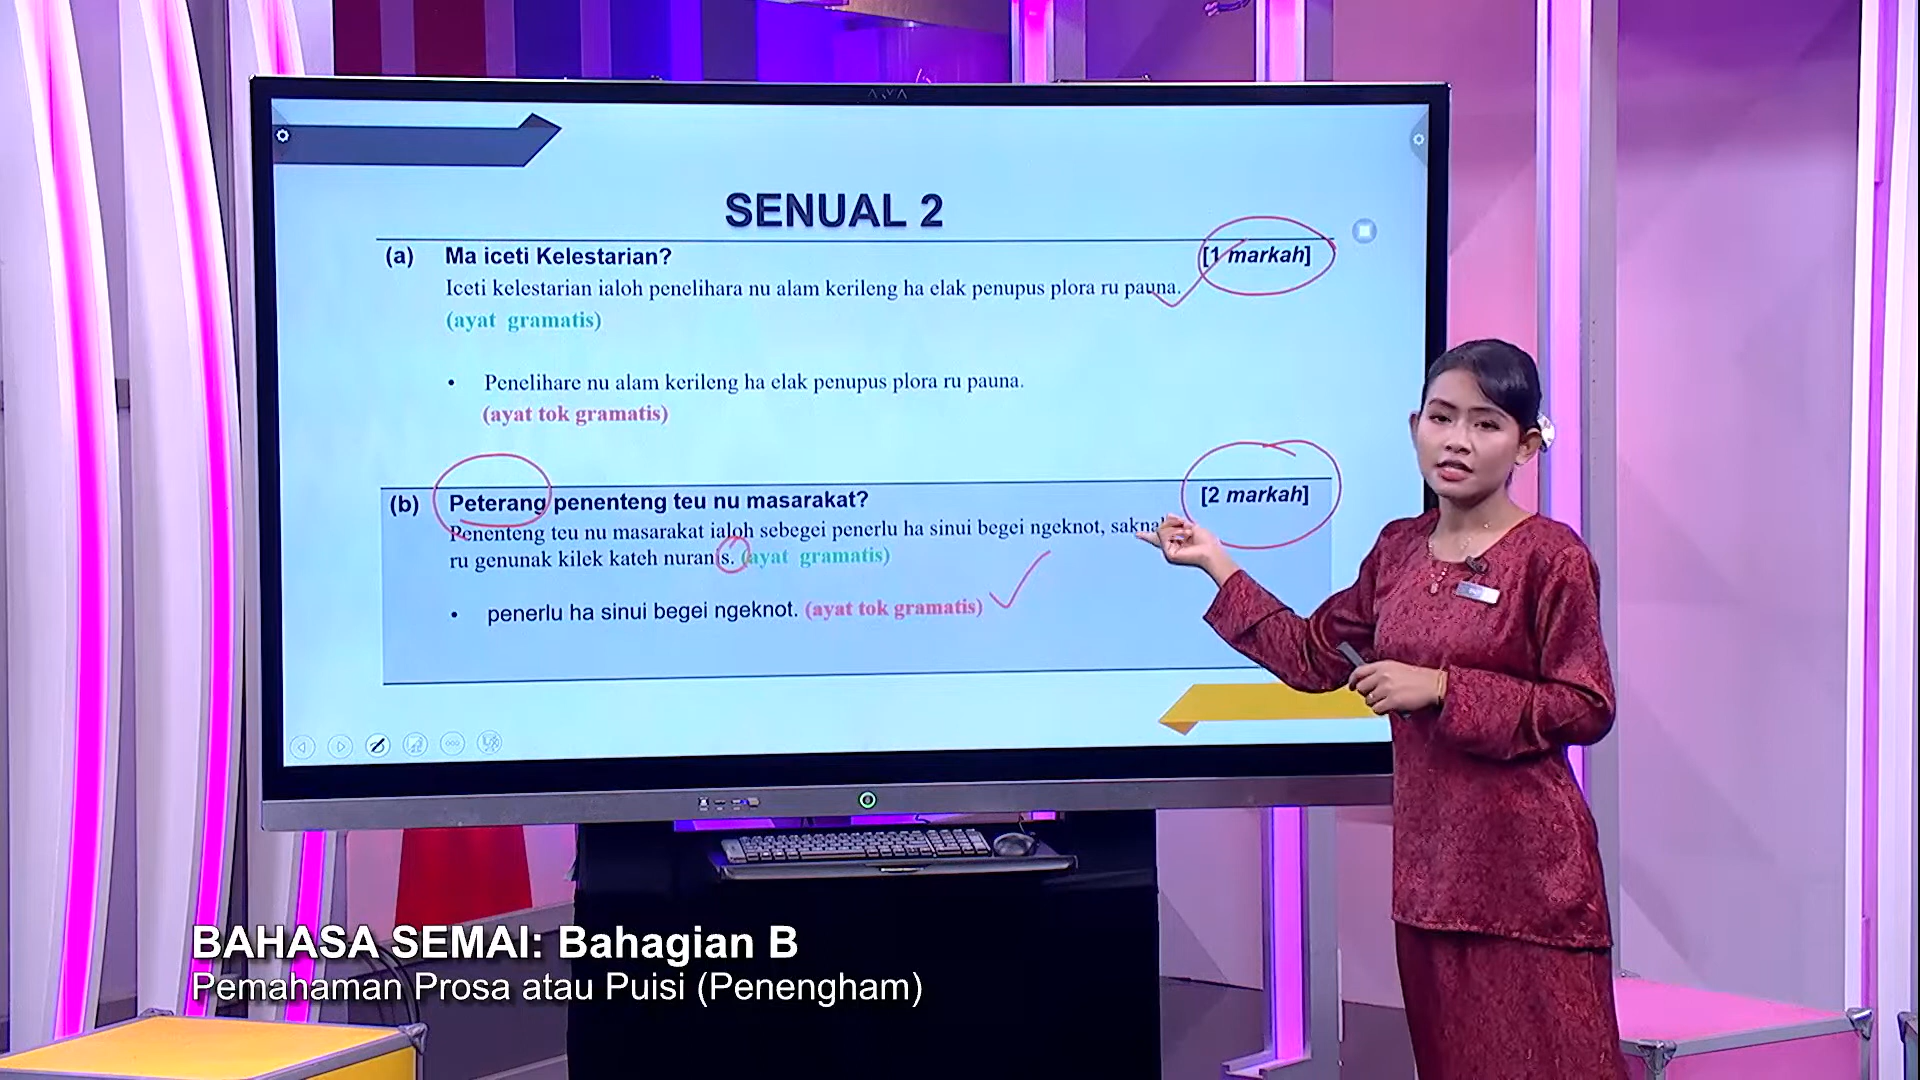 SENUAL 2
(a) Ma iceti Kelestarian? [1 markah]
Iceti kelestarian ialoh penelihara nu alam kerileng ha elak penupus plora ru pauna.
(ayat gramatis)
• Penelihare nu alam kerileng ha elak penupus plora ru pauna.
(ayat tok gramatis)
(b) Peterang penenteng teu nu masarakat? [2 markah]
Penenteng teu nu masarakat ialoh sebegei penerlu ha sinui begei ngeknot,
ru genunak kilek kateh nuranis. (ayat gramatis)
• penerlu ha sinui begei ngeknot. (ayat tok gramatis)
BAHASA SEMAI: Bahagian B
Pemahaman Prosa atau Puisi (Penengham)